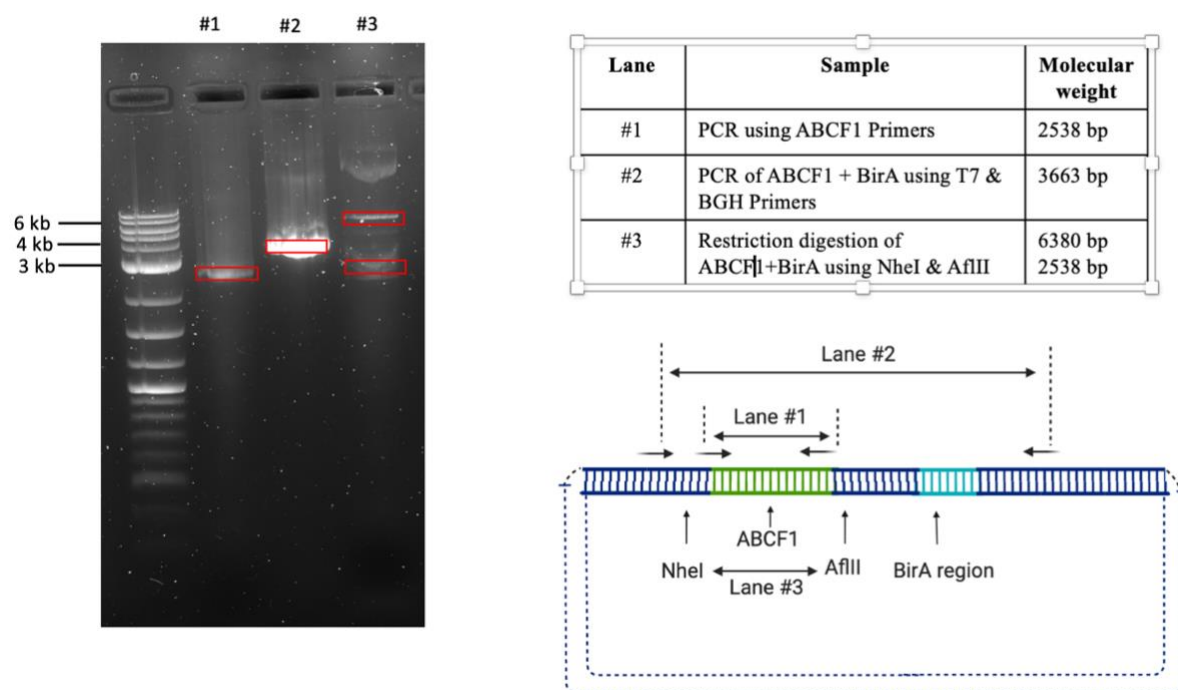 #1 #2 #3
6 kb
4 kb
3 kb
Lane Sample Molecular
weight
#1 PCR using ABCF1 Primers 2538 bp
#2 PCR of ABCF1 + BirA using T7 & 3663 bp
BGH Primers
#3 Restriction digestion of 6380 bp
ABCF1+BirA using NheI & AflII 2538 bp
Lane #2
Lane #1
ABCF1
NheI AflII BirA region
Lane #3